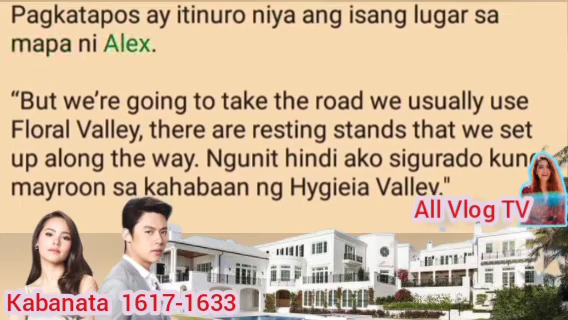 Pagkatapos ay itinuro niya ang isang lugar sa
mapa ni Alex.
“But we’re going to take the road we usually use
Floral Valley, there are resting stands that we set
up along the way. Ngunit hindi ako sigurado kung
mayroon sa kahabaan ng Hygieia Valley."
All Vlog TV
Kabanata 1617-1633